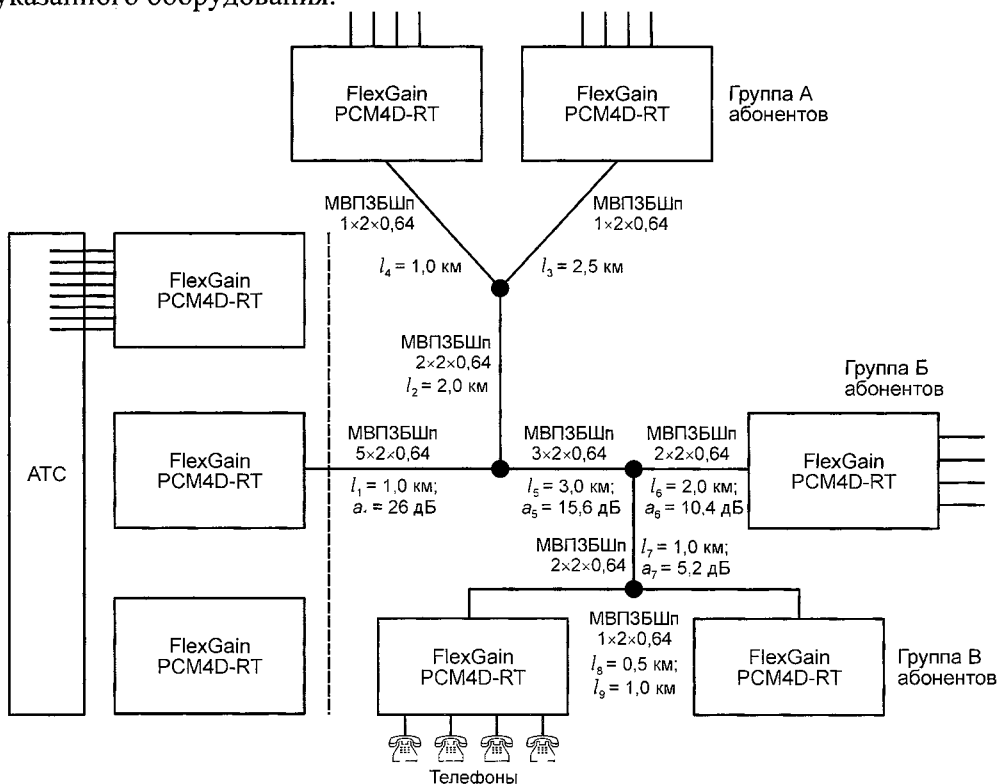 указанного оборудования.
FlexGain
PCM4D-RT
FlexGain
PCM4D-RT
Группа А
абонентов
МВПЗБШп
1×2×0,64
МВПЗБШп
1×2×0,64
l₄ = 1,0 км
l₃ = 2,5 км
FlexGain
PCM4D-RT
МВПЗБШп
2×2×0,64
l₂ = 2,0 км
Группа Б
абонентов
АТС
FlexGain
PCM4D-RT
МВПЗБШп
5×2×0,64
l₁ = 1,0 км;
a. = 26 дБ
МВПЗБШп
3×2×0,64
l₅ = 3,0 км;
a₅ = 15,6 дБ
МВПЗБШп
2×2×0,64
l₆ = 2,0 км;
a₆ = 10,4 дБ
FlexGain
PCM4D-RT
МВПЗБШп
2×2×0,64
l₇ = 1,0 км;
a₇ = 5,2 дБ
FlexGain
PCM4D-RT
FlexGain
PCM4D-RT
МВПЗБШп
1×2×0,64
l₈ = 0,5 км;
l₉ = 1,0 км
FlexGain
PCM4D-RT
Группа В
абонентов
Телефоны